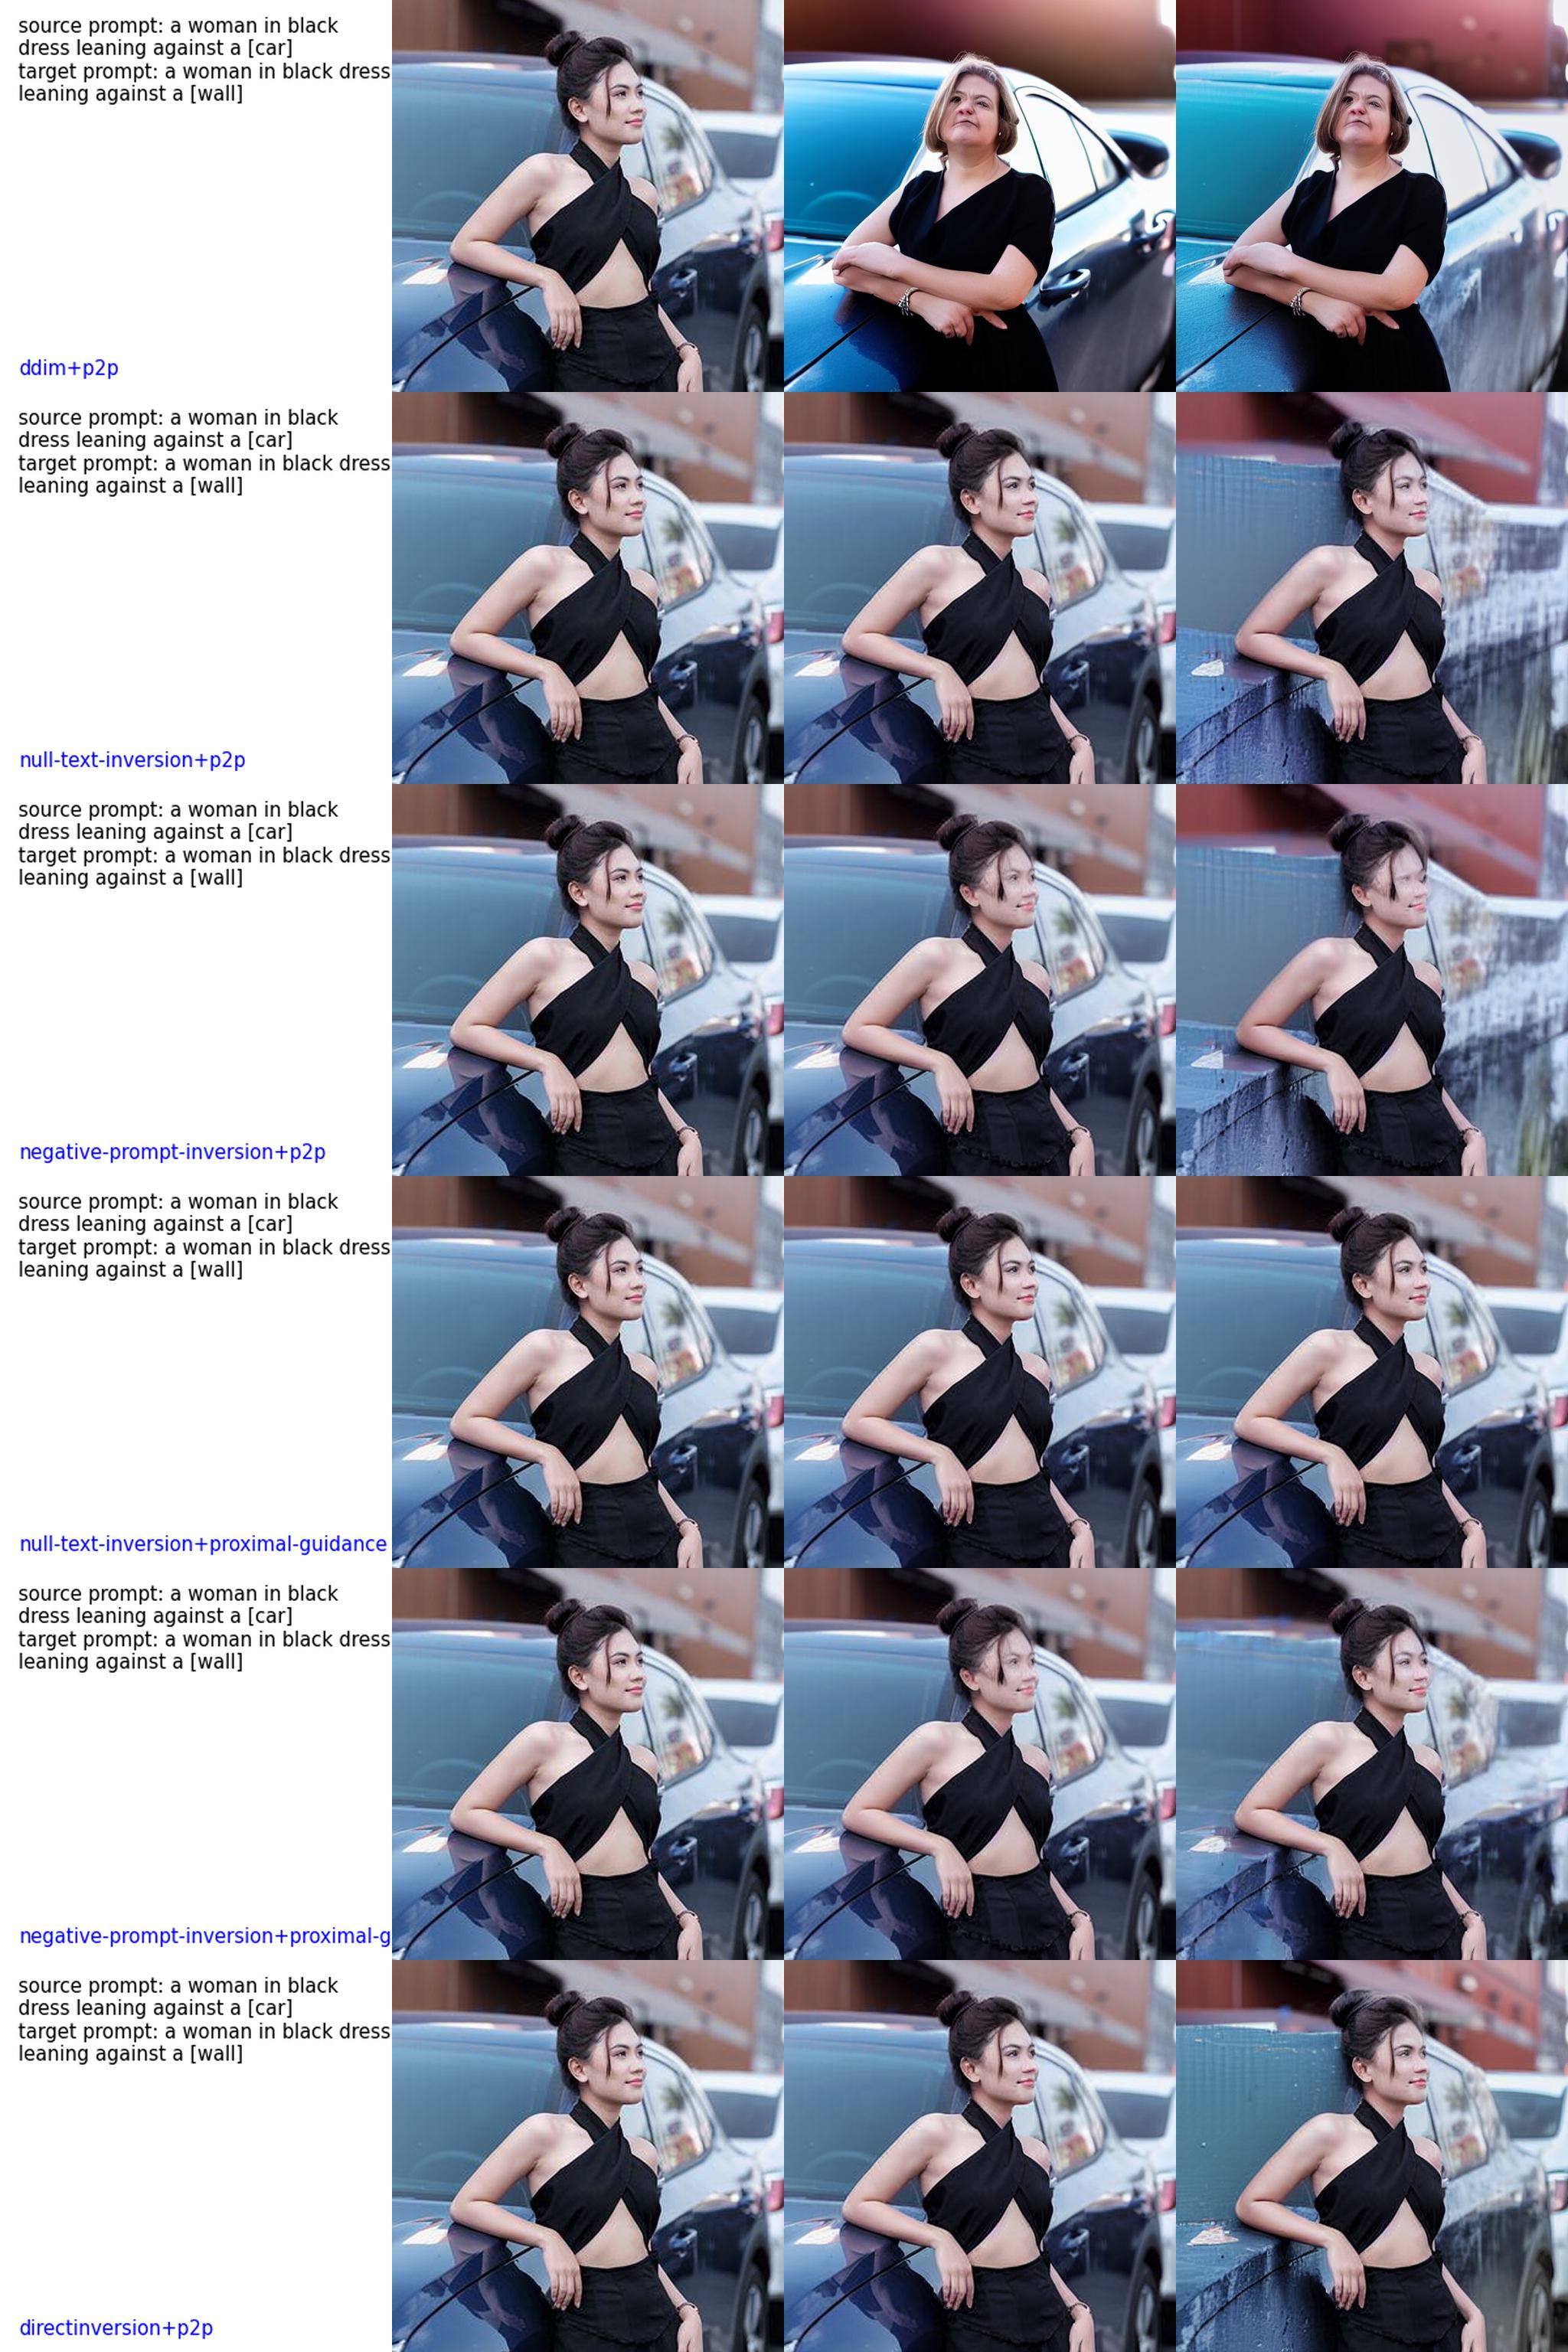 source prompt: a woman in black
dress leaning against a [car]
target prompt: a woman in black dress
leaning against a [wall]
ddim+p2p
source prompt: a woman in black
dress leaning against a [car]
target prompt: a woman in black dress
leaning against a [wall]
null-text-inversion+p2p
source prompt: a woman in black
dress leaning against a [car]
target prompt: a woman in black dress
leaning against a [wall]
negative-prompt-inversion+p2p
source prompt: a woman in black
dress leaning against a [car]
target prompt: a woman in black dress
leaning against a [wall]
null-text-inversion+proximal-guidance
source prompt: a woman in black
dress leaning against a [car]
target prompt: a woman in black dress
leaning against a [wall]
negative-prompt-inversion+proximal-g
source prompt: a woman in black
dress leaning against a [car]
target prompt: a woman in black dress
leaning against a [wall]
directinversion+p2p